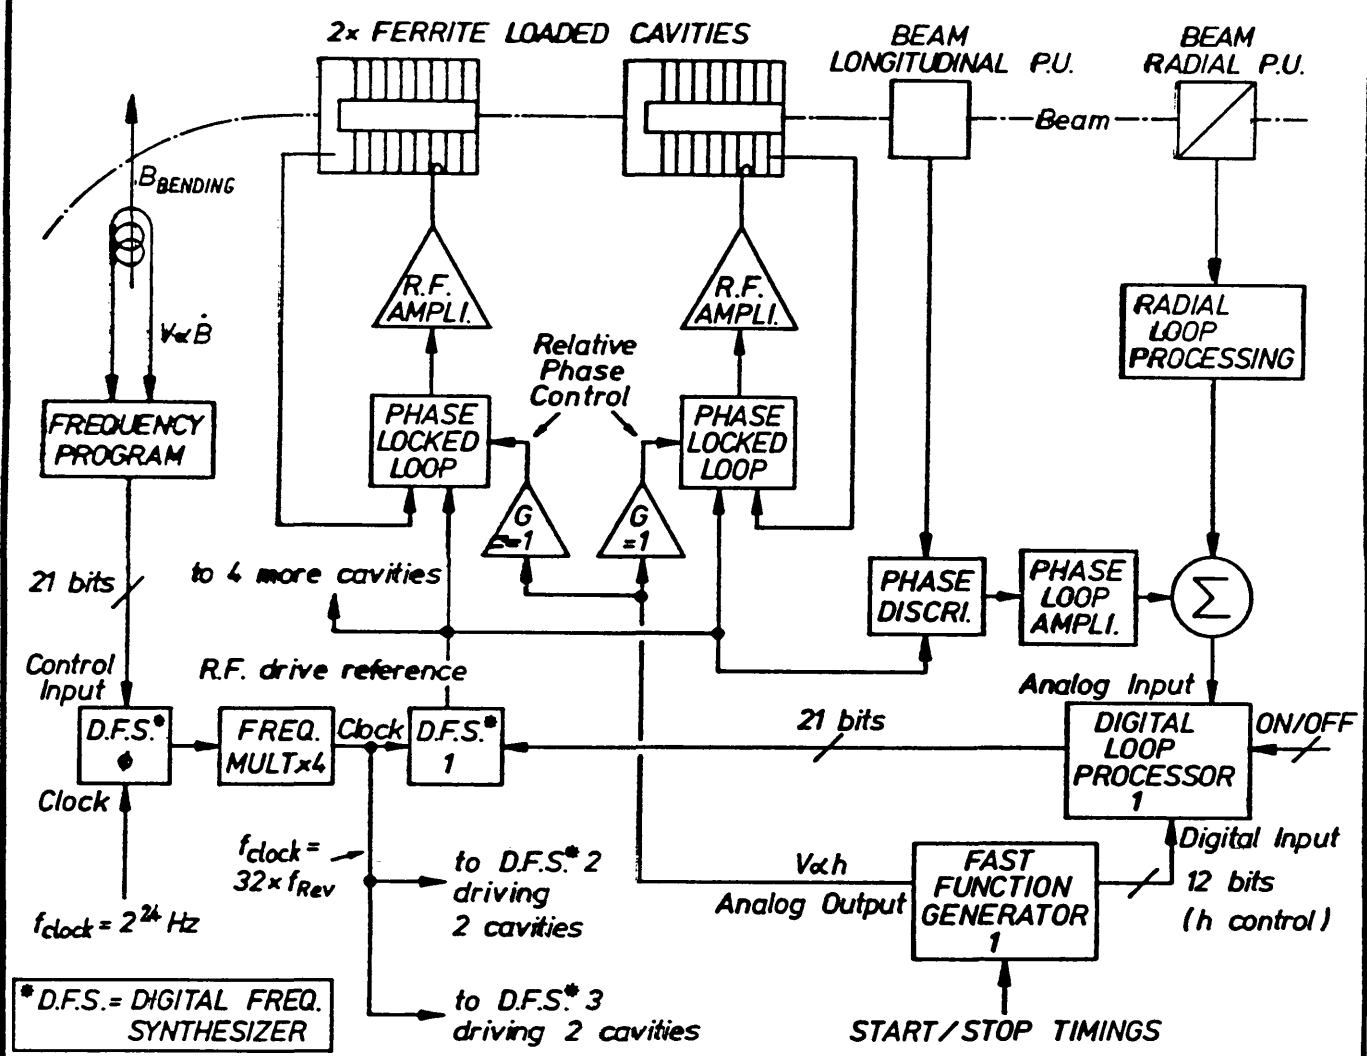 2x FERRITE LOADED CAVITIES
BEAM
LONGITUDINAL P.U.
BEAM
RADIAL P.U.
Beam
B BENDING
V∝Ḃ
R.F.
AMPLI.
R.F.
AMPLI.
RADIAL
LOOP
PROCESSING
Relative
Phase
Control
FREQUENCY
PROGRAM
PHASE
LOCKED
LOOP
PHASE
LOCKED
LOOP
G
=-1
G
=1
21 bits
to 4 more cavities
PHASE
DISCRI.
PHASE
LOOP
AMPLI.
Σ
Control
Input
R.F. drive reference
Analog Input
D.F.S.*
ϕ
FREQ.
MULTx4
Clock
D.F.S.*
1
21 bits
DIGITAL
LOOP
PROCESSOR
1
ON/OFF
Clock
f clock =
32x f Rev
to D.F.S.* 2
driving
2 cavities
V∝h
Analog Output
FAST
FUNCTION
GENERATOR
1
Digital Input
12 bits
(h control)
f clock = 2^24 Hz
*D.F.S.= DIGITAL FREQ.
SYNTHESIZER
to D.F.S.* 3
driving 2 cavities
START/STOP TIMINGS